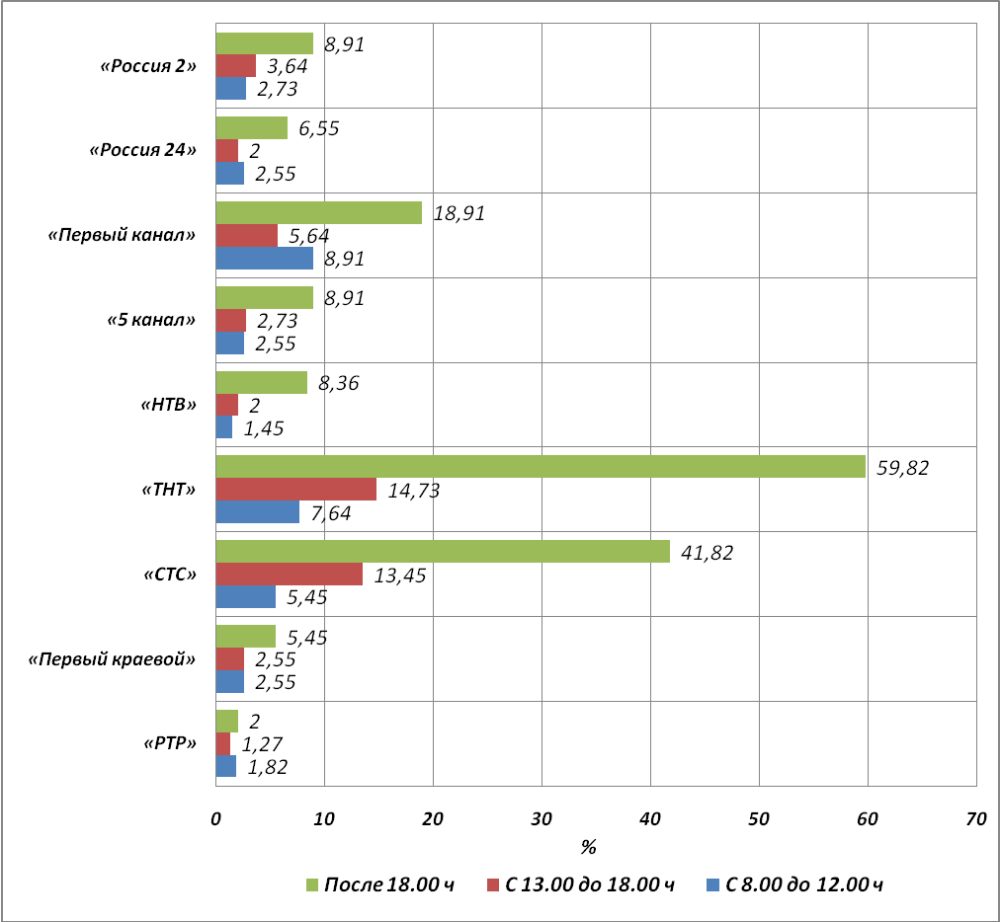 «Россия 2»
8,91
3,64
2,73
«Россия 24»
6,55
2
2,55
«Первый канал»
18,91
5,64
8,91
«5 канал»
8,91
2,73
2,55
«НТВ»
8,36
2
1,45
«ТНТ»
59,82
14,73
7,64
«СТС»
41,82
13,45
5,45
«Первый краевой»
5,45
2,55
2,55
«РТР»
2
1,27
1,82
0 10 20 30 40 50 60 70
%
После 18.00 ч С 13.00 до 18.00 ч С 8.00 до 12.00 ч